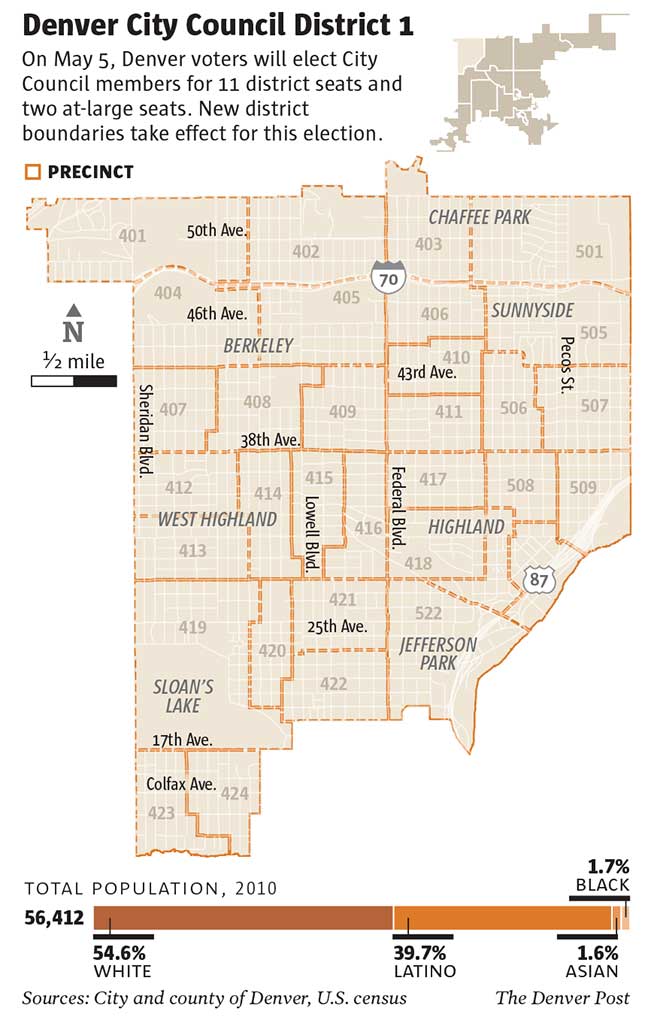 Denver City Council District 1
On May 5, Denver voters will elect City
Council members for 11 district seats and
two at-large seats. New district
boundaries take effect for this election.
PRECINCT
CHAFFEE PARK
401
50th Ave.
402
403
501
70
404
405
46th Ave.
406
SUNNYSIDE
505
N
½ mile
BERKELEY
410
43rd Ave.
Pecos St.
Sheridan Blvd.
407
408
409
411
506
507
38th Ave.
412
414
415
417
508
509
Lowell Blvd.
Federal Blvd.
WEST HIGHLAND
416
HIGHLAND
413
418
87
419
421
522
25th Ave.
420
JEFFERSON
PARK
422
SLOAN'S
LAKE
17th Ave.
Colfax Ave.
424
423
TOTAL POPULATION, 2010
1.7%
BLACK
56,412
54.6%
WHITE
39.7%
LATINO
1.6%
ASIAN
Sources: City and county of Denver, U.S. census
The Denver Post